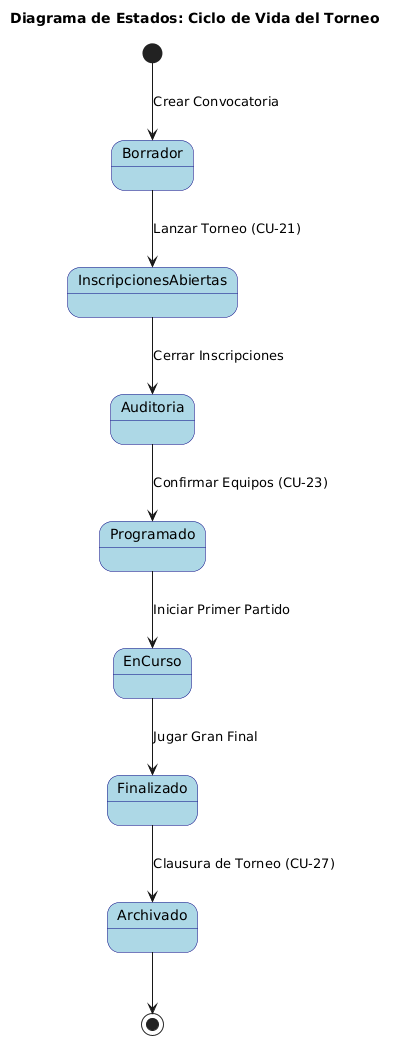 Diagrama de Estados: Ciclo de Vida del Torneo
Crear Convocatoria
Borrador
Lanzar Torneo (CU-21)
InscripcionesAbiertas
Cerrar Inscripciones
Auditoria
Confirmar Equipos (CU-23)
Programado
Iniciar Primer Partido
EnCurso
Jugar Gran Final
Finalizado
Clausura de Torneo (CU-27)
Archivado